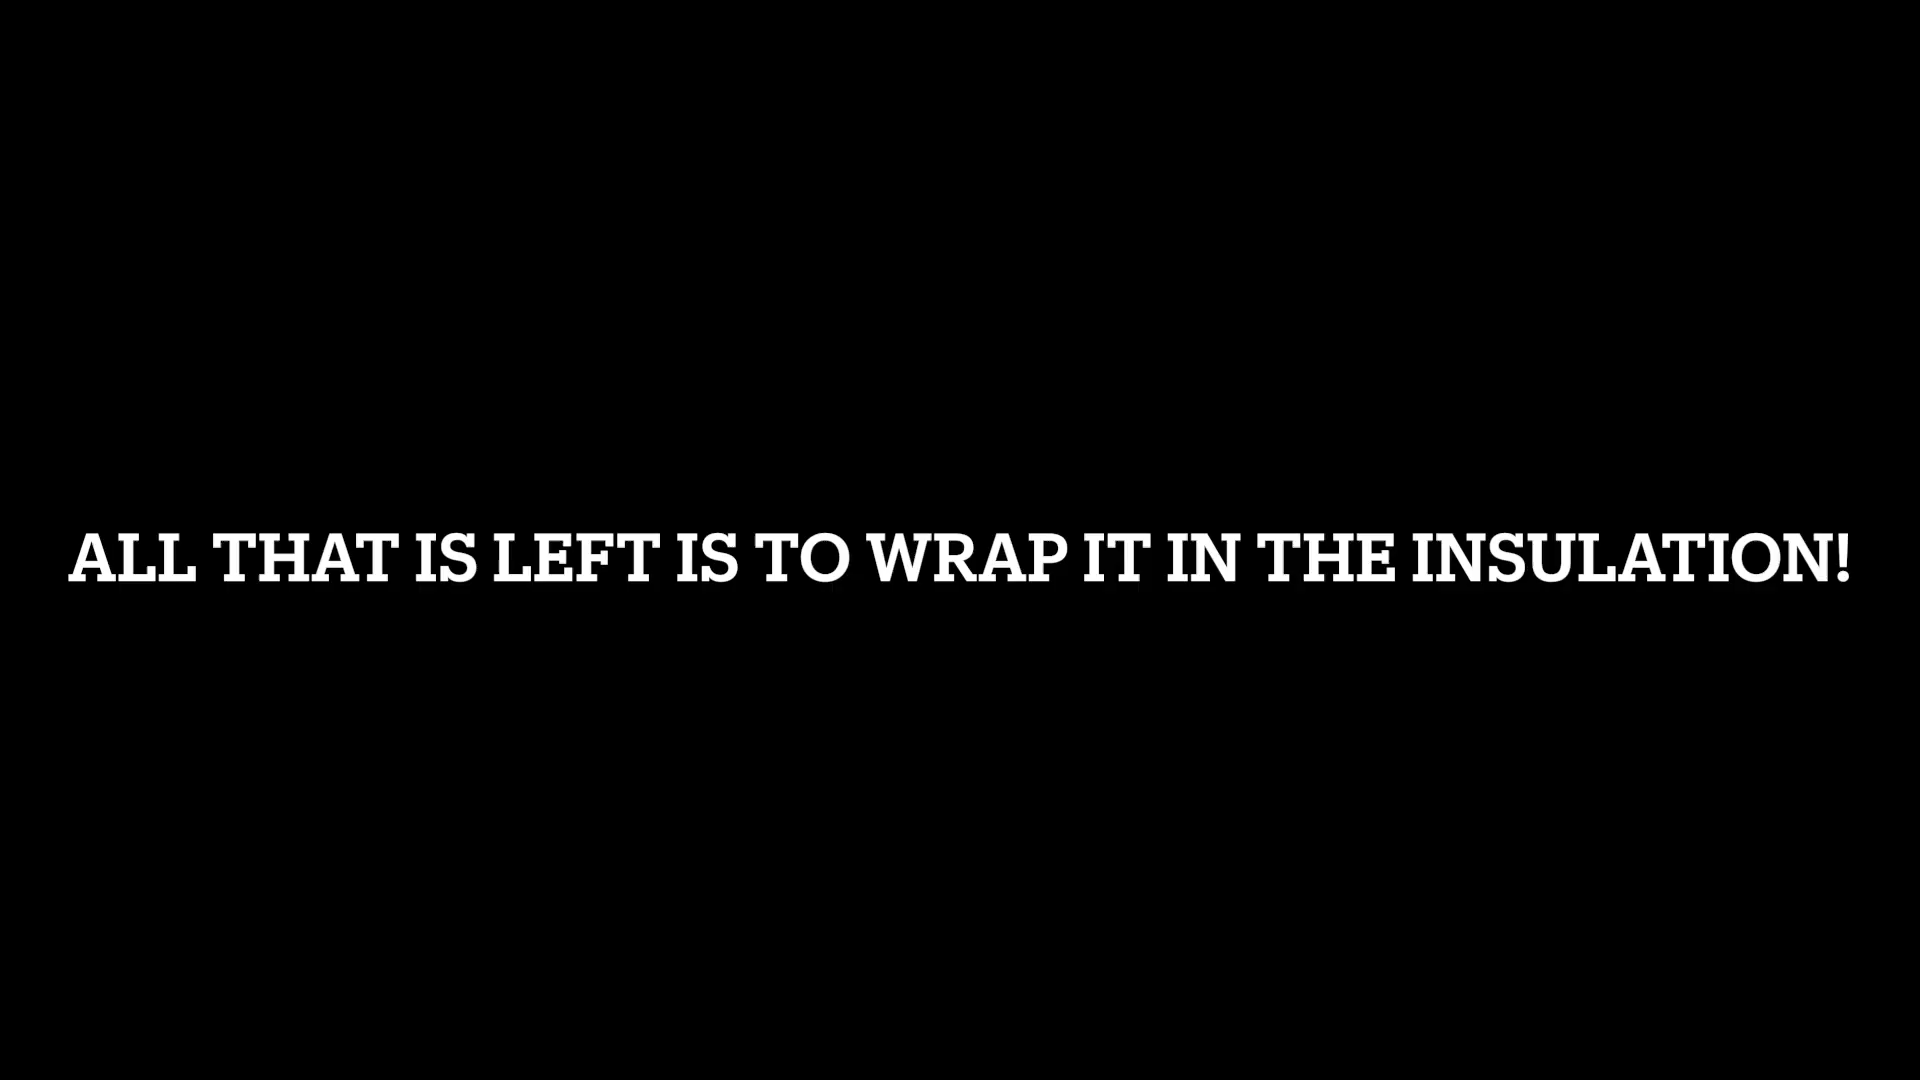 ALL THAT IS LEFT IS TO WRAP IT IN THE INSULATION!